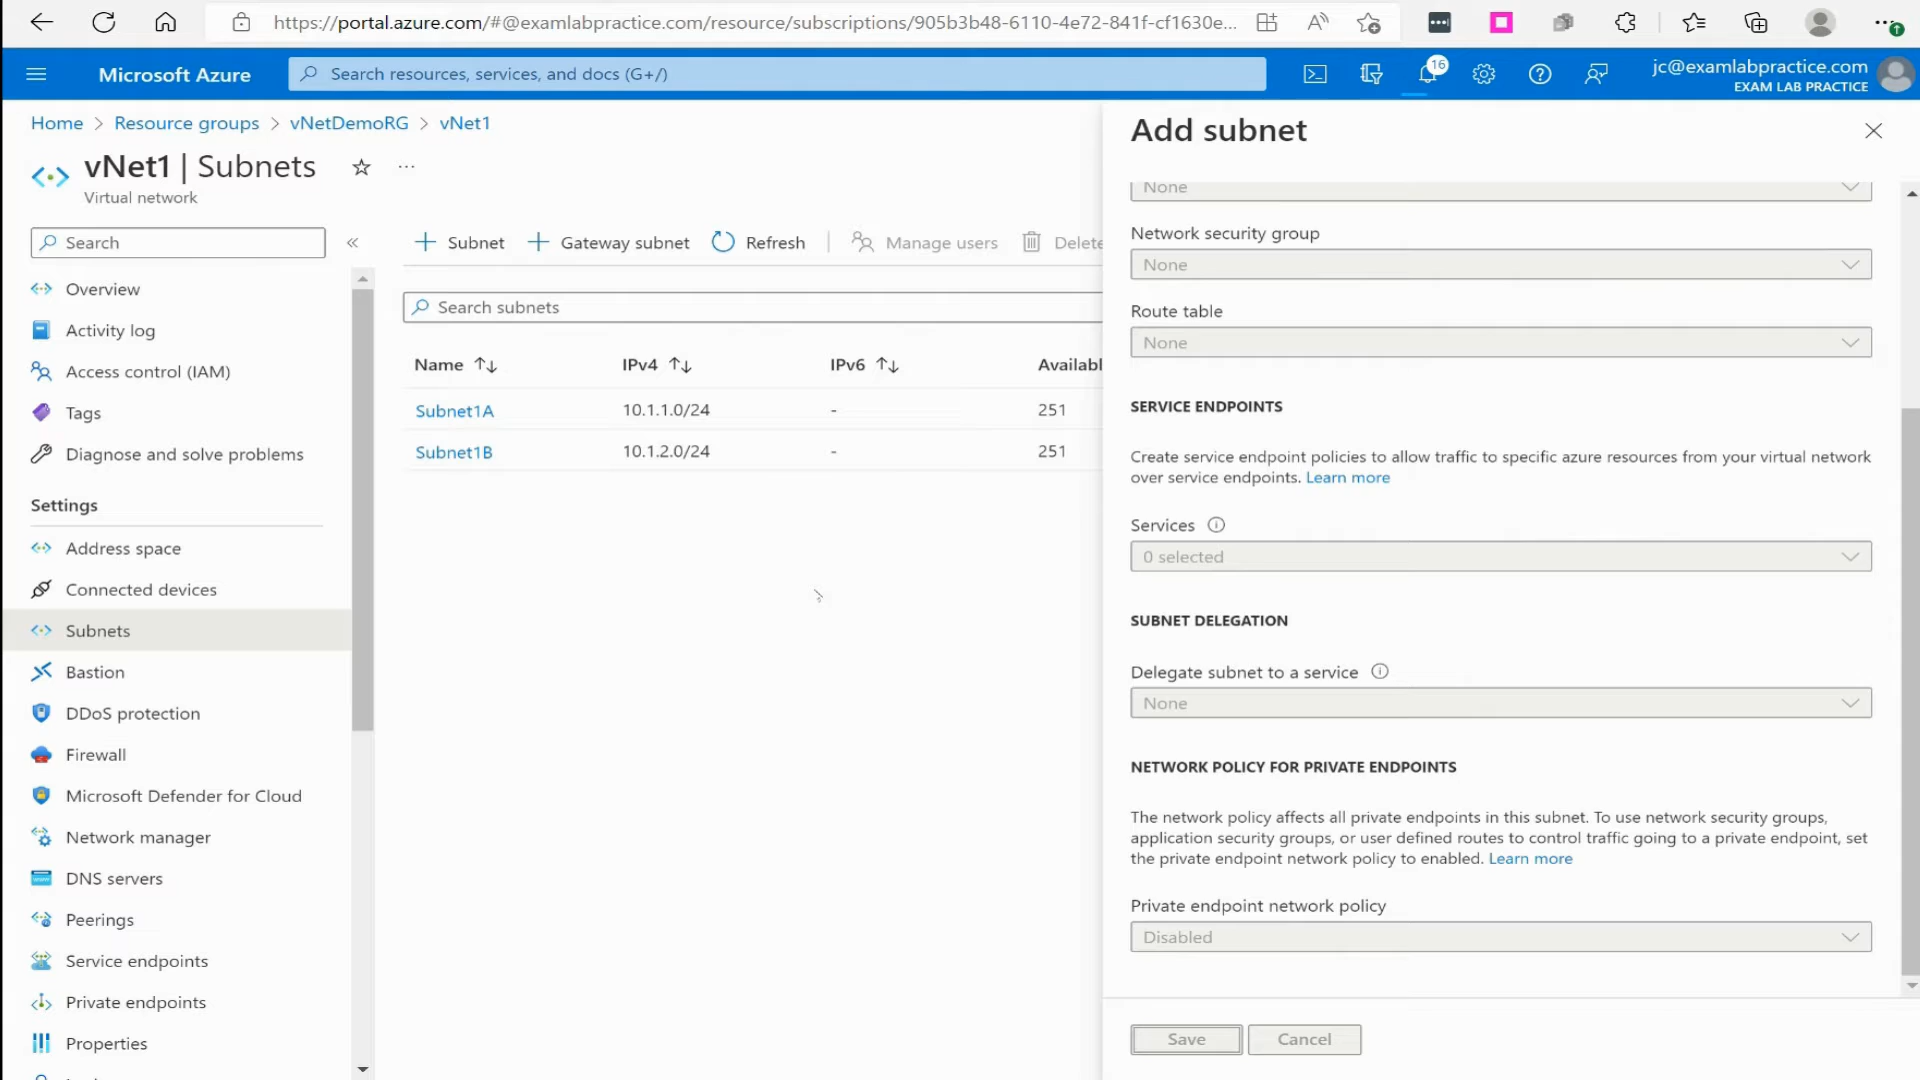 https://portal.azure.com/#@examlabpractice.com/resource/subscriptions/905b3b48-6110-4e72-841f-cf1630e...
Microsoft Azure
Search resources, services, and docs (G+/)
16
jc@examlabpractice.com
EXAM LAB PRACTICE
Home > Resource groups > vNetDemoRG > vNet1
vNet1 | Subnets
Virtual network
Search
Overview
Activity log
Access control (IAM)
Tags
Diagnose and solve problems
Settings
Address space
Connected devices
Subnets
Bastion
DDoS protection
Firewall
Microsoft Defender for Cloud
Network manager
DNS servers
Peerings
Service endpoints
Private endpoints
Properties
+ Subnet + Gateway subnet Refresh Manage users Delete
Search subnets
Name IPv4 IPv6 Availabl
Subnet1A 10.1.1.0/24 - 251
Subnet1B 10.1.2.0/24 - 251
Add subnet
None
Network security group
None
Route table
None
SERVICE ENDPOINTS
Create service endpoint policies to allow traffic to specific azure resources from your virtual network
over service endpoints. Learn more
Services
0 selected
SUBNET DELEGATION
Delegate subnet to a service
None
NETWORK POLICY FOR PRIVATE ENDPOINTS
The network policy affects all private endpoints in this subnet. To use network security groups,
application security groups, or user defined routes to control traffic going to a private endpoint, set
the private endpoint network policy to enabled. Learn more
Private endpoint network policy
Disabled
Save Cancel